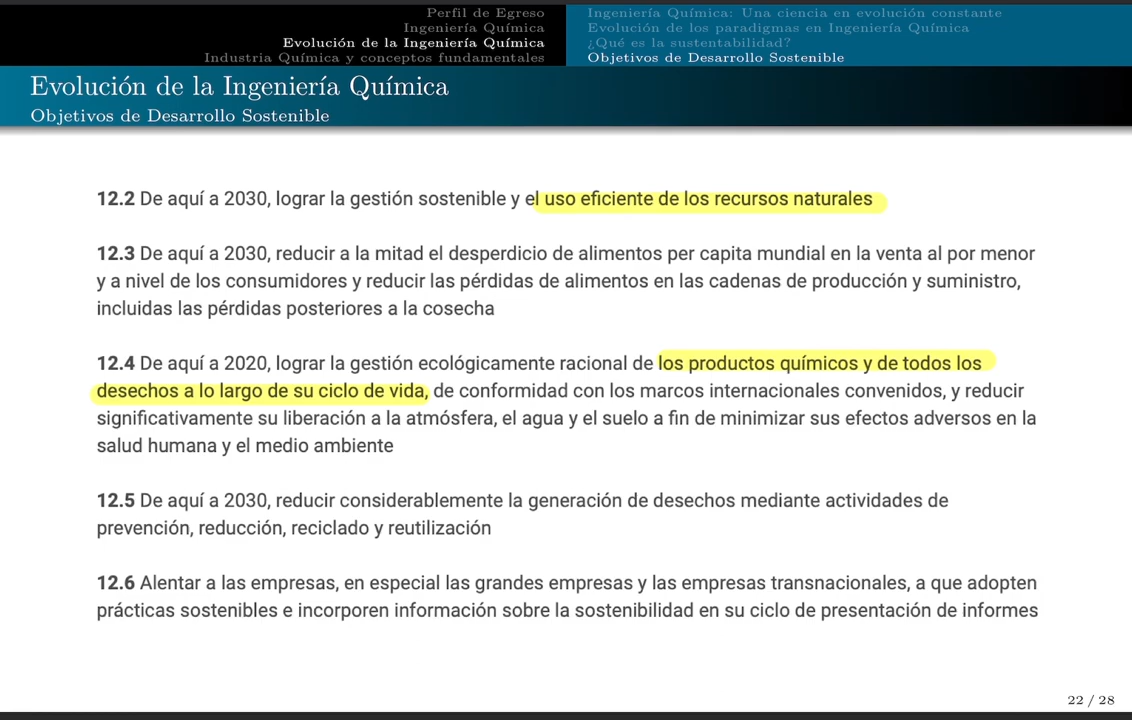 Perfil de Egreso
Ingeniería Química
Evolución de la Ingeniería Química
Industria Química y conceptos fundamentales
Ingeniería Química: Una ciencia en evolución constante
Evolución de los paradigmas en Ingeniería Química
¿Qué es la sustentabilidad?
Objetivos de Desarrollo Sostenible
Evolución de la Ingeniería Química
Objetivos de Desarrollo Sostenible
12.2 De aquí a 2030, lograr la gestión sostenible y el uso eficiente de los recursos naturales
12.3 De aquí a 2030, reducir a la mitad el desperdicio de alimentos per capita mundial en la venta al por menor
y a nivel de los consumidores y reducir las pérdidas de alimentos en las cadenas de producción y suministro,
incluidas las pérdidas posteriores a la cosecha
12.4 De aquí a 2020, lograr la gestión ecológicamente racional de los productos químicos y de todos los
desechos a lo largo de su ciclo de vida, de conformidad con los marcos internacionales convenidos, y reducir
significativamente su liberación a la atmósfera, el agua y el suelo a fin de minimizar sus efectos adversos en la
salud humana y el medio ambiente
12.5 De aquí a 2030, reducir considerablemente la generación de desechos mediante actividades de
prevención, reducción, reciclado y reutilización
12.6 Alentar a las empresas, en especial las grandes empresas y las empresas transnacionales, a que adopten
prácticas sostenibles e incorporen información sobre la sostenibilidad en su ciclo de presentación de informes
22 / 28